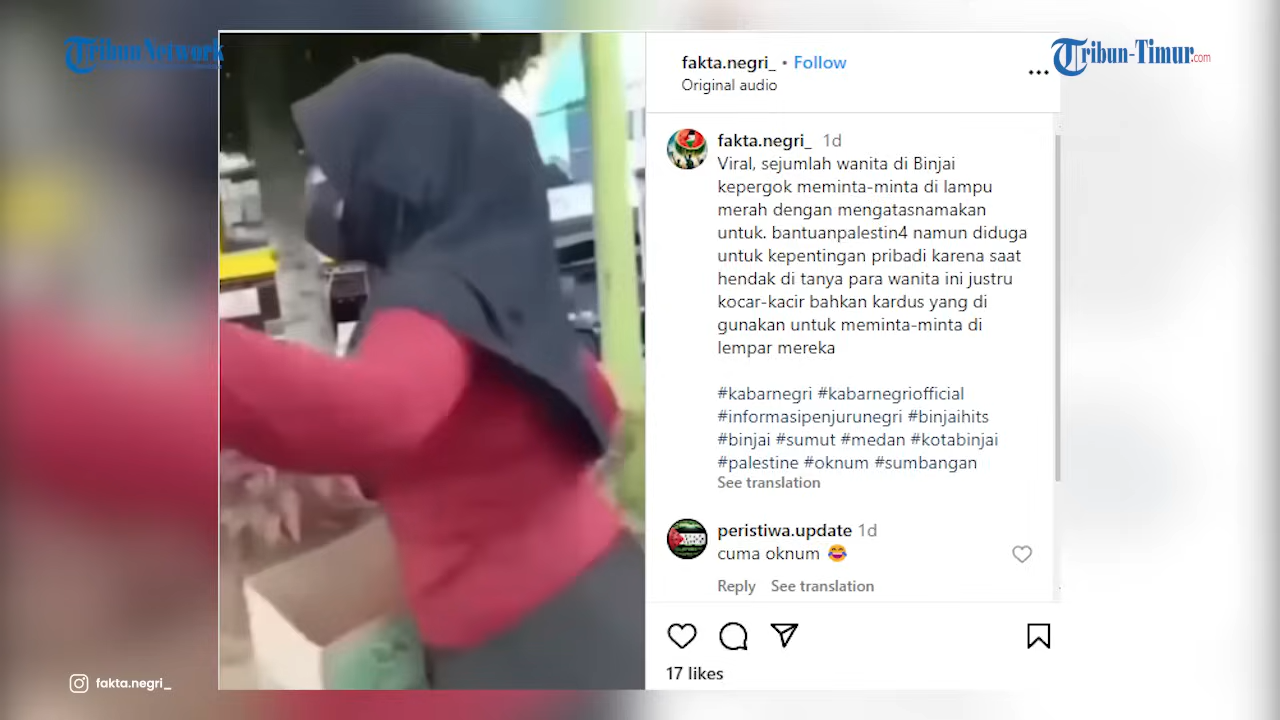 Tribun Network
Tribun-Timur.com
fakta.negri_ • Follow
Original audio
fakta.negri_ 1d
Viral, sejumlah wanita di Binjai
kepergok meminta-minta di lampu
merah dengan mengatasnamakan
untuk. bantuanpalestin4 namun diduga
untuk kepentingan pribadi karena saat
hendak di tanya para wanita ini justru
kocar-kacir bahkan kardus yang di
gunakan untuk meminta-minta di
lempar mereka
#kabarnegri #kabarnegriofficial
#informasipenjurunegri #binjaihits
#binjai #sumut #medan #kotabinjai
#palestine #oknum #sumbangan
See translation
peristiwa.update 1d
cuma oknum 😂
Reply See translation
17 likes
fakta.negri_